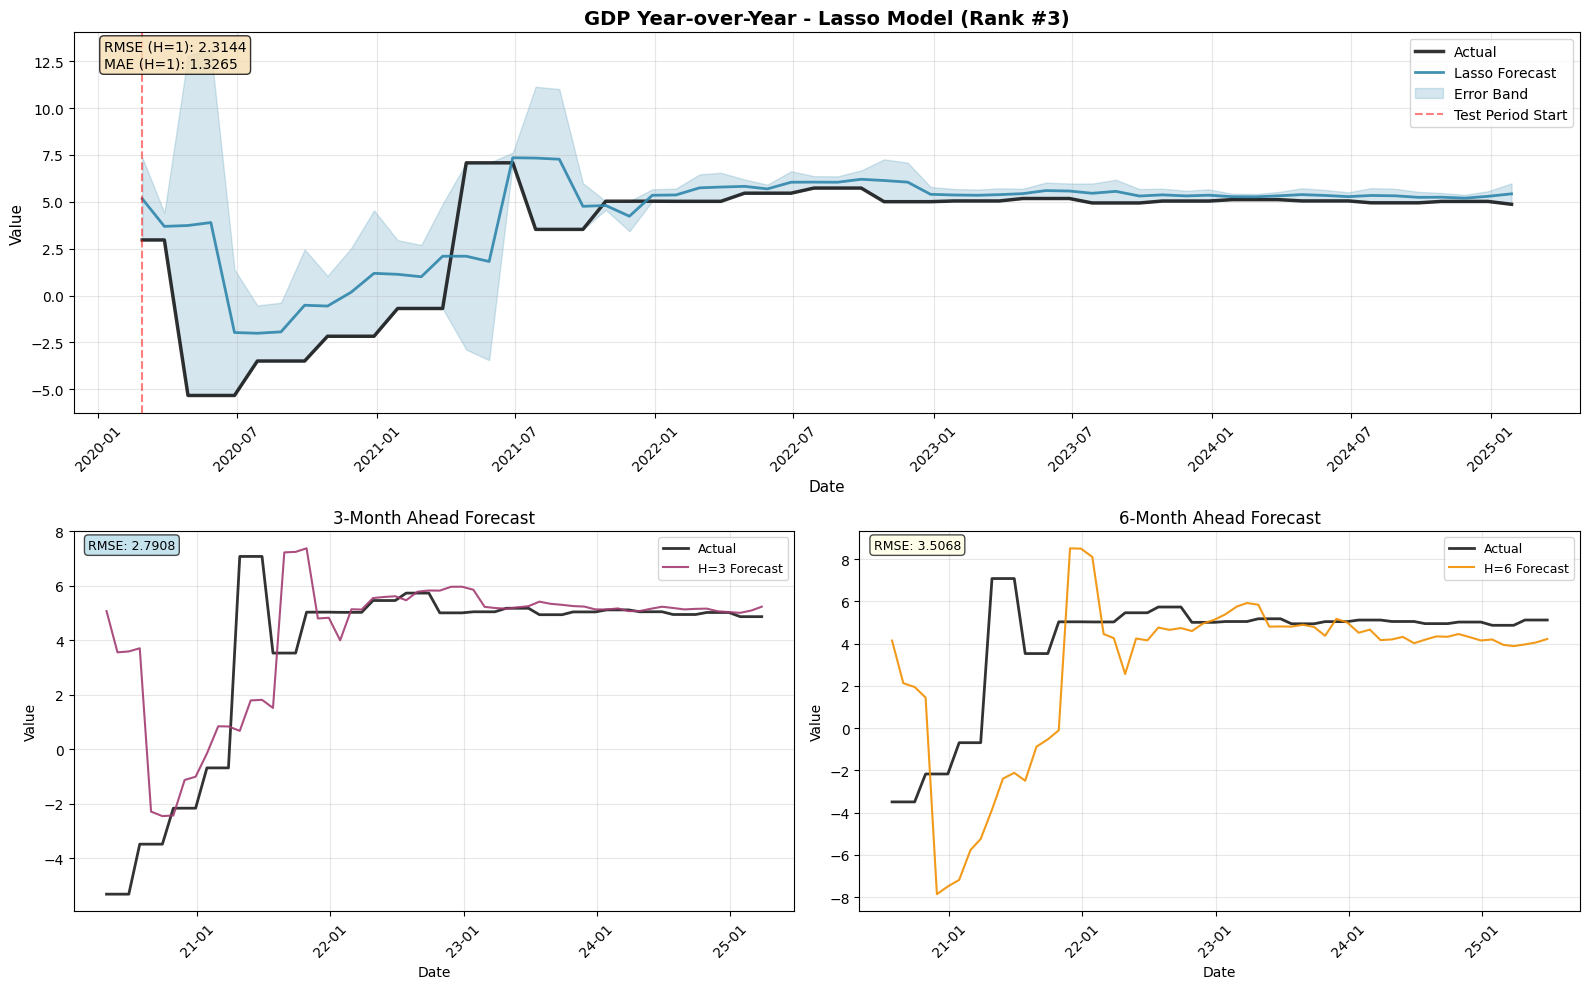 GDP Year-over-Year - Lasso Model (Rank #3)
RMSE (H=1): 2.3144
MAE (H=1): 1.3265
Actual
Lasso Forecast
Error Band
Test Period Start
Value
12.5
10.0
7.5
5.0
2.5
0.0
−2.5
−5.0
2020-01
2020-07
2021-01
2021-07
2022-01
2022-07
2023-01
2023-07
2024-01
2024-07
2025-01
Date
3-Month Ahead Forecast
RMSE: 2.7908
Actual
H=3 Forecast
Value
8
6
4
2
0
−2
−4
21-01
22-01
23-01
24-01
25-01
Date
6-Month Ahead Forecast
RMSE: 3.5068
Actual
H=6 Forecast
Value
8
6
4
2
0
−2
−4
−6
−8
21-01
22-01
23-01
24-01
25-01
Date